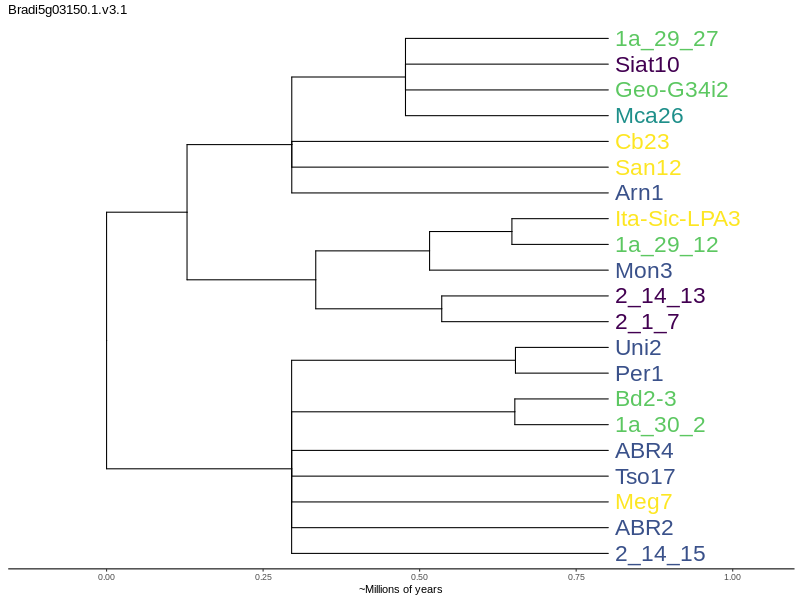 Bradi5g03150.1.v3.1
1a_29_27
Siat10
Geo-G34i2
Mca26
Cb23
San12
Arn1
Ita-Sic-LPA3
1a_29_12
Mon3
2_14_13
2_1_7
Uni2
Per1
Bd2-3
1a_30_2
ABR4
Tso17
Meg7
ABR2
2_14_15
0.00 0.25 0.50 0.75 1.00
~Millions of years